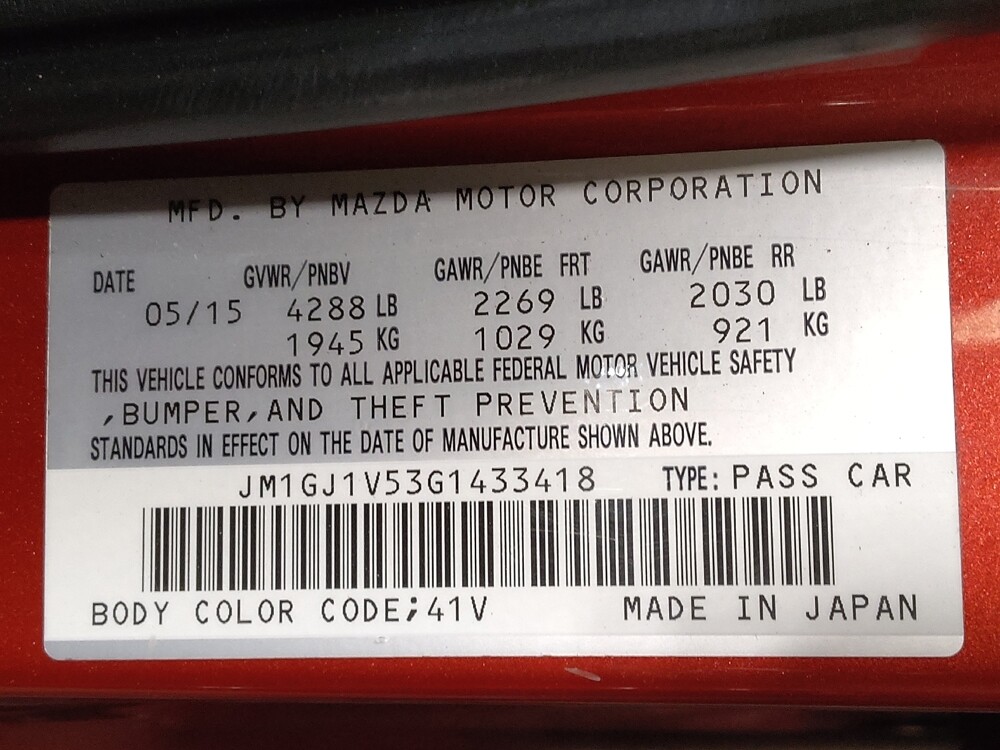 MFD. BY MAZDA MOTOR CORPORATION
DATE GVWR/PNBV GAWR/PNBE FRT GAWR/PNBE RR
05/15 4288 LB 2269 LB 2030 LB
1945 KG 1029 KG 921 KG
THIS VEHICLE CONFORMS TO ALL APPLICABLE FEDERAL MOTOR VEHICLE SAFETY
,BUMPER,AND THEFT PREVENTION
STANDARDS IN EFFECT ON THE DATE OF MANUFACTURE SHOWN ABOVE.
JM1GJ1V53G1433418 TYPE: PASS CAR
BODY COLOR CODE;41V MADE IN JAPAN